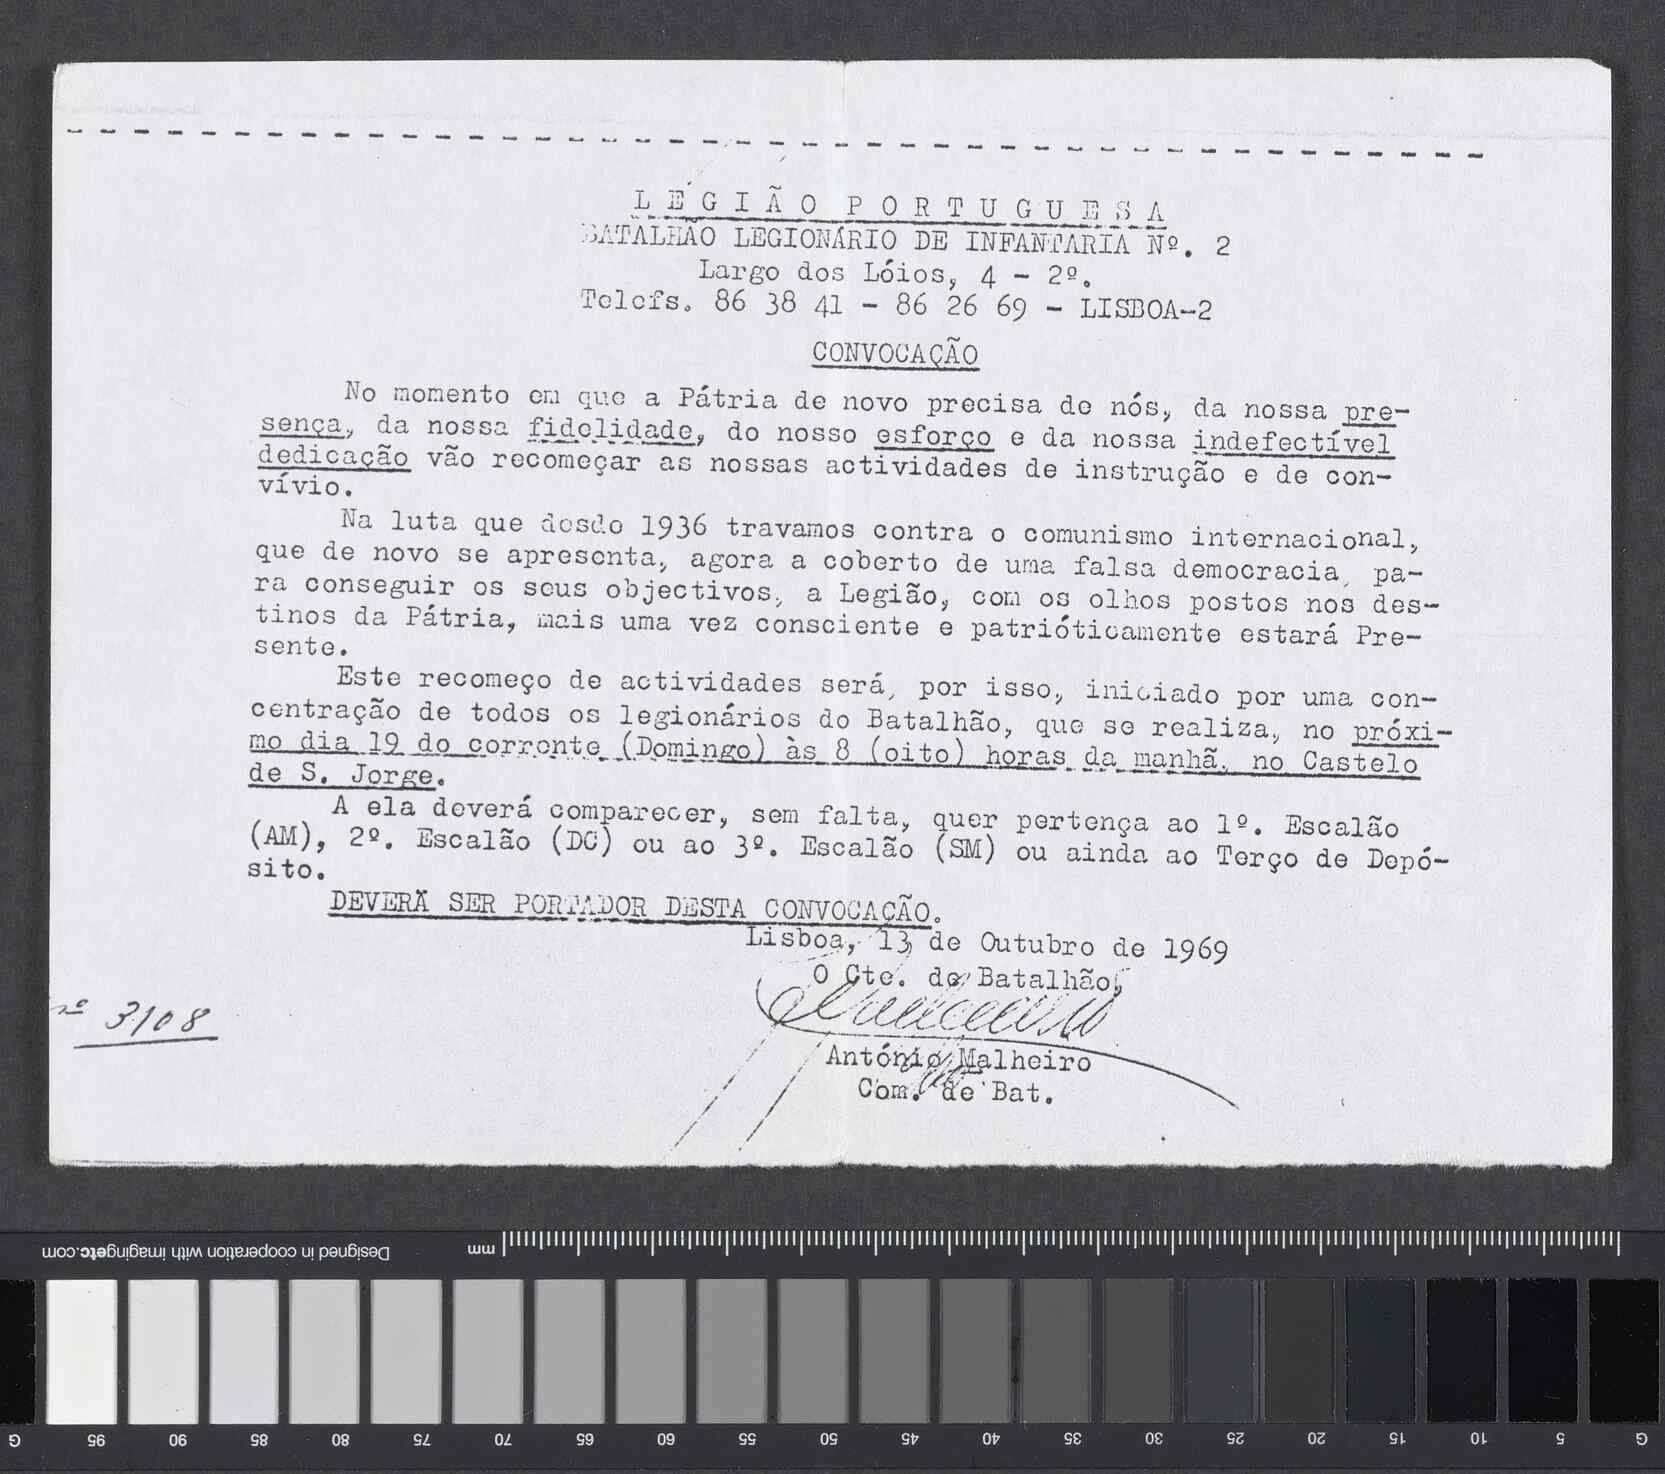 LEGIÃO PORTUGUESA
BATALHÃO LEGIONÁRIO DE INFANTARIA Nº. 2
Largo dos Lóios, 4 - 2º.
Telefs. 86 38 41 - 86 26 69 - LISBOA-2
CONVOCAÇÃO
No momento em que a Pátria de novo precisa de nós, da nossa pre-
sença, da nossa fidelidade, do nosso esforço e da nossa indefectível
dedicação vão recomeçar as nossas actividades de instrução e de con-
vívio.
Na luta que desde 1936 travamos contra o comunismo internacional,
que de novo se apresenta, agora a coberto de uma falsa democracia, pa-
ra conseguir os seus objectivos, a Legião, com os olhos postos nos des-
tinos da Pátria, mais uma vez consciente e patrióticamente estará Pre-
sente.
Este recomeço de actividades será, por isso, iniciado por uma con-
centração de todos os legionários do Batalhão, que se realiza, no próxi-
mo dia 19 do corrente (Domingo) às 8 (oito) horas da manhã, no Castelo
de S. Jorge.
A ela deverá comparecer, sem falta, quer pertença ao 1º. Escalão
(AM), 2º. Escalão (DC) ou ao 3º. Escalão (SM) ou ainda ao Terço de Depó-
sito.
DEVERÁ SER PORTADOR DESTA CONVOCAÇÃO.
Lisboa, 13 de Outubro de 1969
O Cte. do Batalhão,
nº 3108
António Malheiro
Com. de Bat.
Designed in cooperation with imagingetc.com
mm
G 95 90 85 80 75 70 65 60 55 50 45 40 35 30 25 20 15 10 5 G